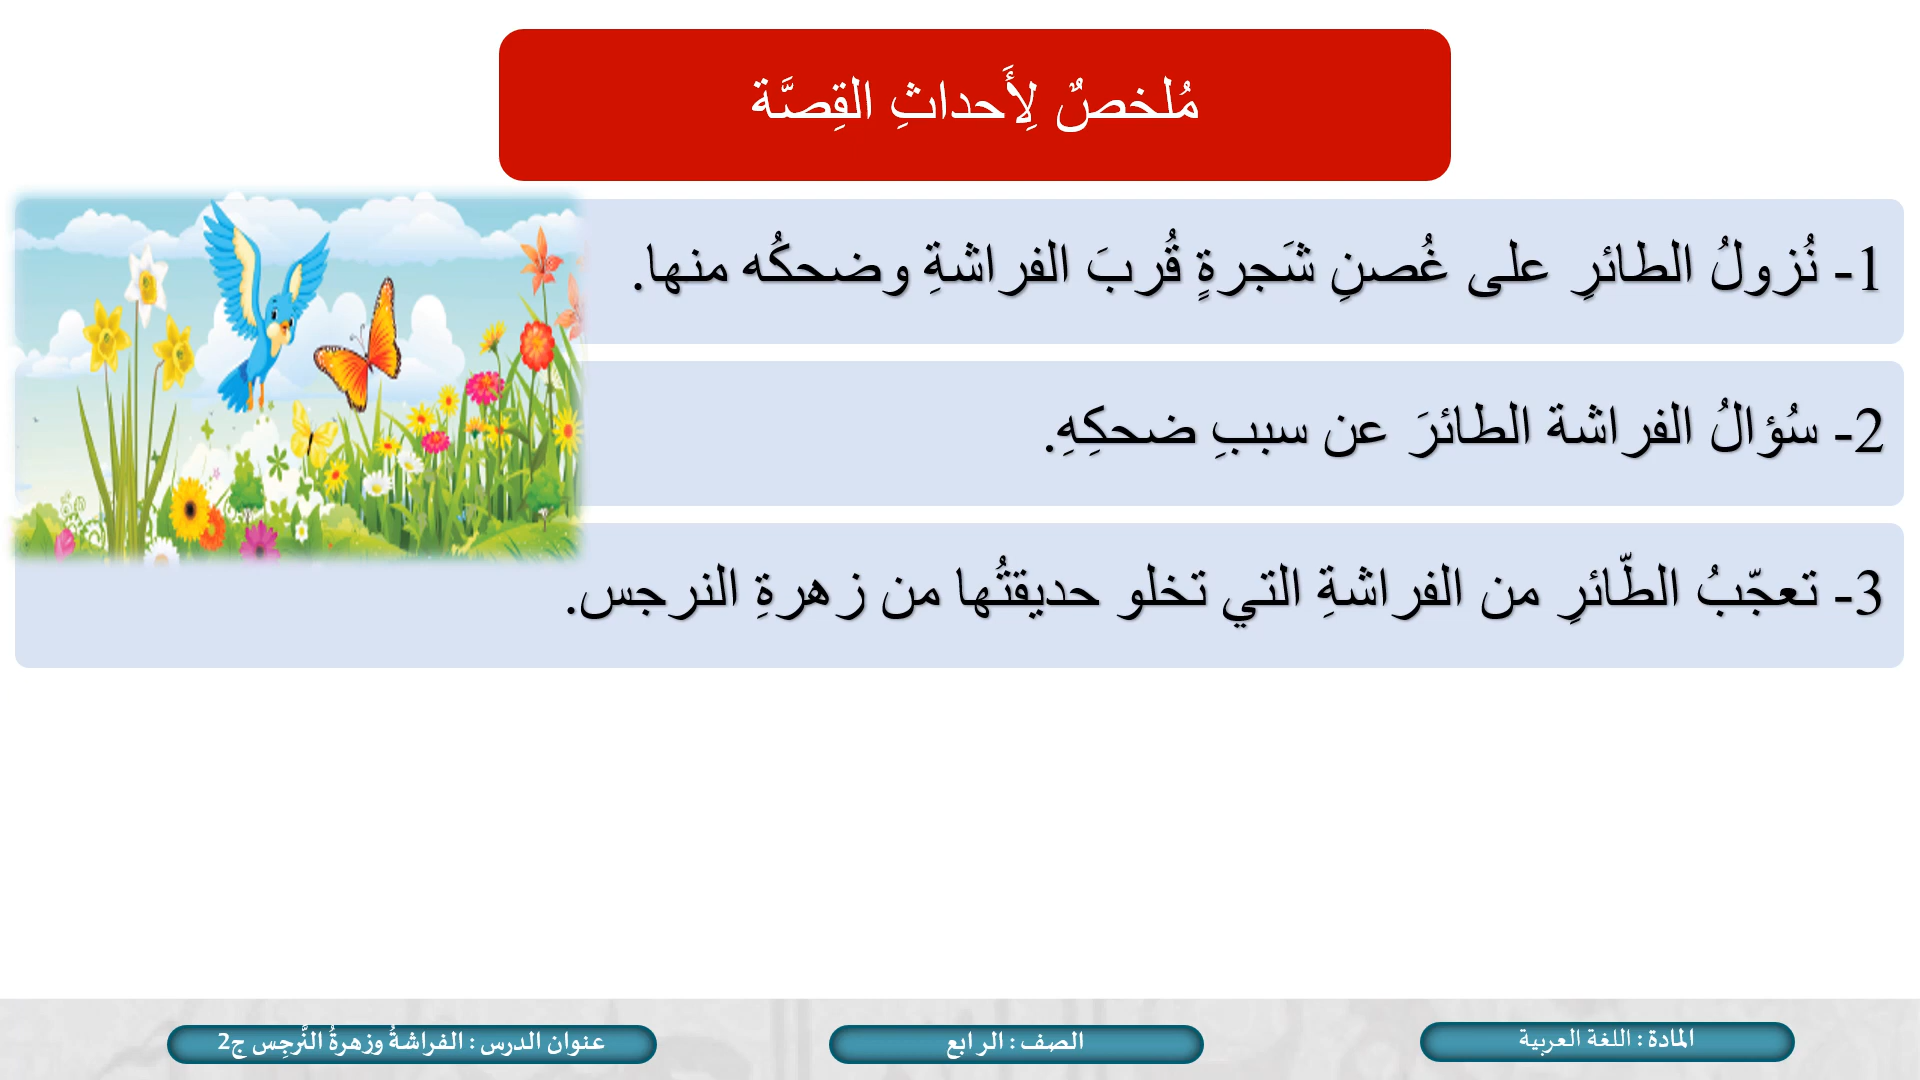 مُلخصٌ لِأَحداثِ القِصَّة
1- نُزولُ الطائرِ على غُصنِ شَجرةٍ قُربَ الفراشةِ وضحكُه منها.
2- سُؤالُ الفراشة الطائرَ عن سببِ ضحكِهِ.
3- تعجّبُ الطّائرِ من الفراشةِ التي تخلو حديقتُها من زهرةِ النرجس.
المادة : اللغة العربية
الصف : الرابع
عنوان الدرس : الفراشةُ وزهرةُ النَّرجِس ج2